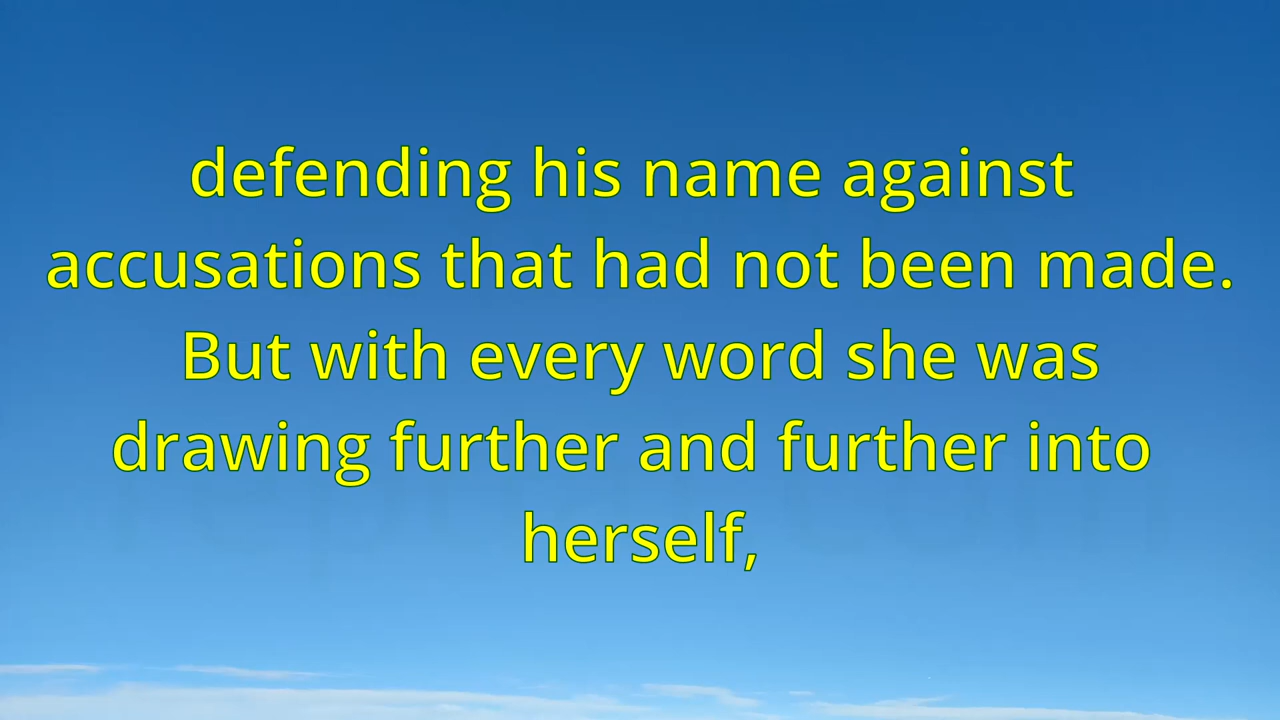 defending his name against
accusations that had not been made.
But with every word she was
drawing further and further into
herself,